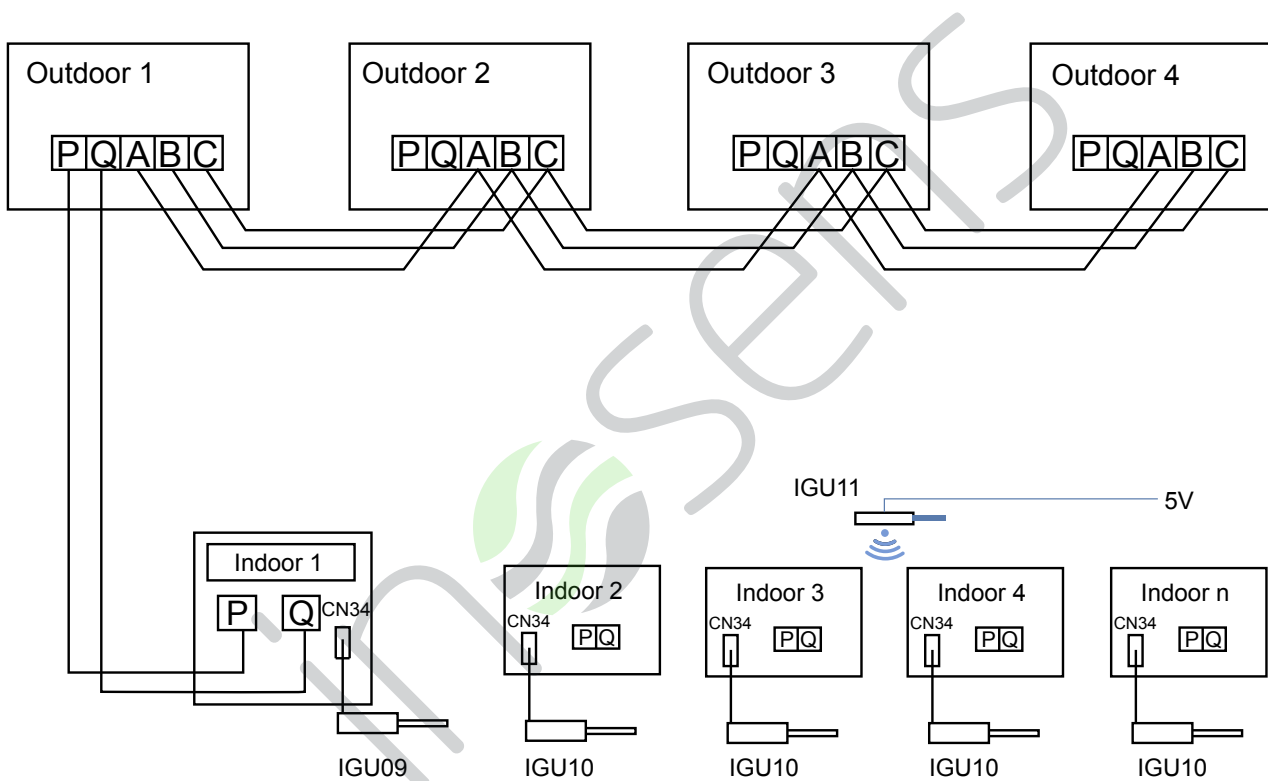 Outdoor 1
Outdoor 2
Outdoor 3
Outdoor 4
P Q A B C
P Q A B C
P Q A B C
P Q A B C
inosens
IGU11
5V
Indoor 1
P Q
CN34
Indoor 2
CN34
P Q
Indoor 3
CN34
P Q
Indoor 4
CN34
P Q
Indoor n
CN34
P Q
IGU09
IGU10
IGU10
IGU10
IGU10